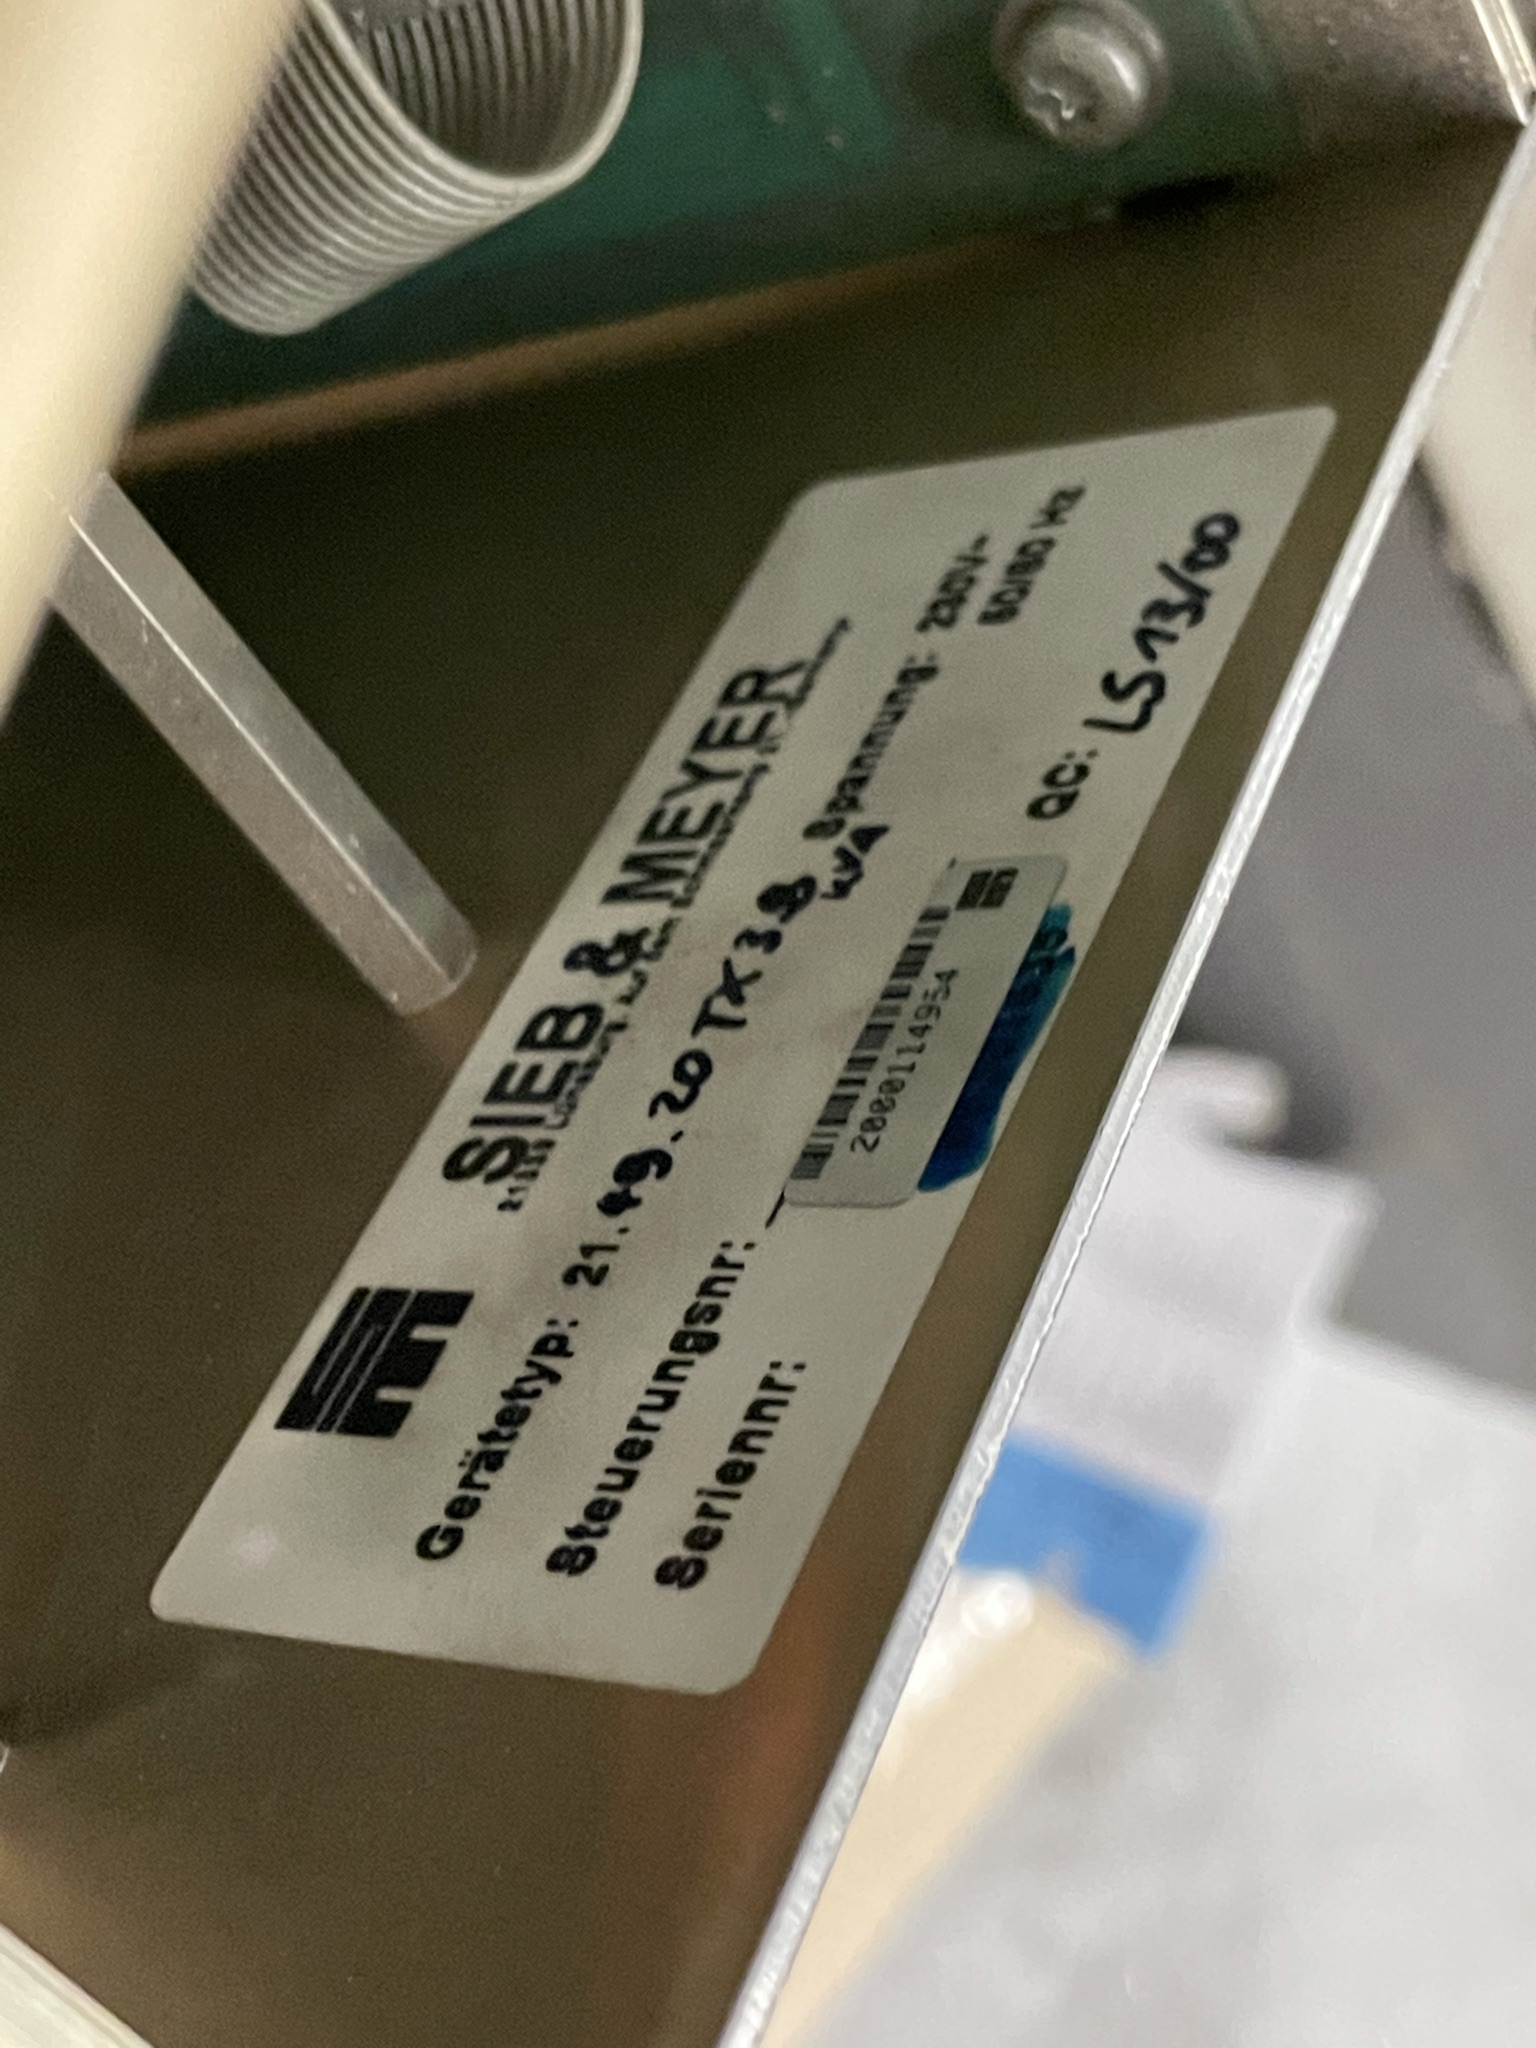 SIEB & MEYER
Gerätetyp: 21.49.20 TX 3.8 kVA
Spannung: 230V~
50/60 Hz
Steuerungsnr:
2000114954
Seriennr:
QC: LS 13/00